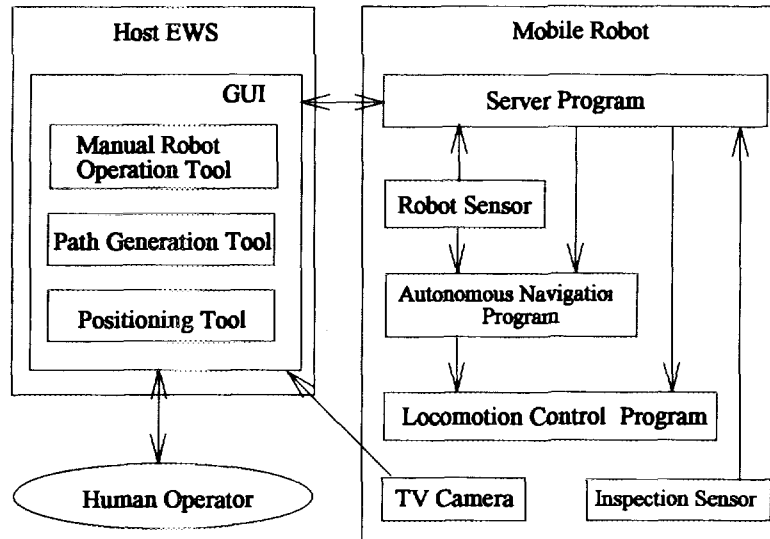 Host EWS
GUI
Manual Robot
Operation Tool
Path Generation Tool
Positioning Tool
Human Operator
Mobile Robot
Server Program
Robot Sensor
Autonomous Navigation
Program
Locomotion Control Program
TV Camera
Inspection Sensor